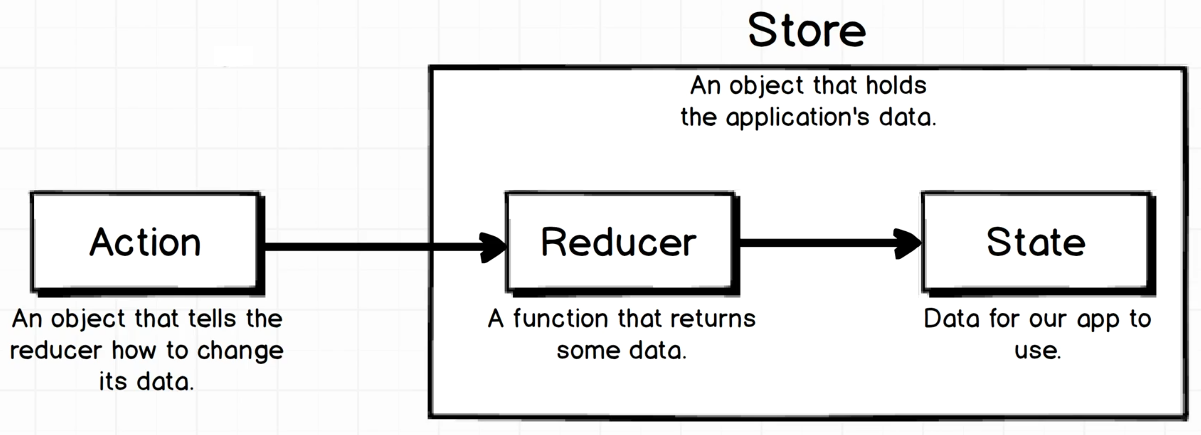 Store
An object that holds
the application's data.
Action
Reducer
State
An object that tells the
reducer how to change
its data.
A function that returns
some data.
Data for our app to
use.